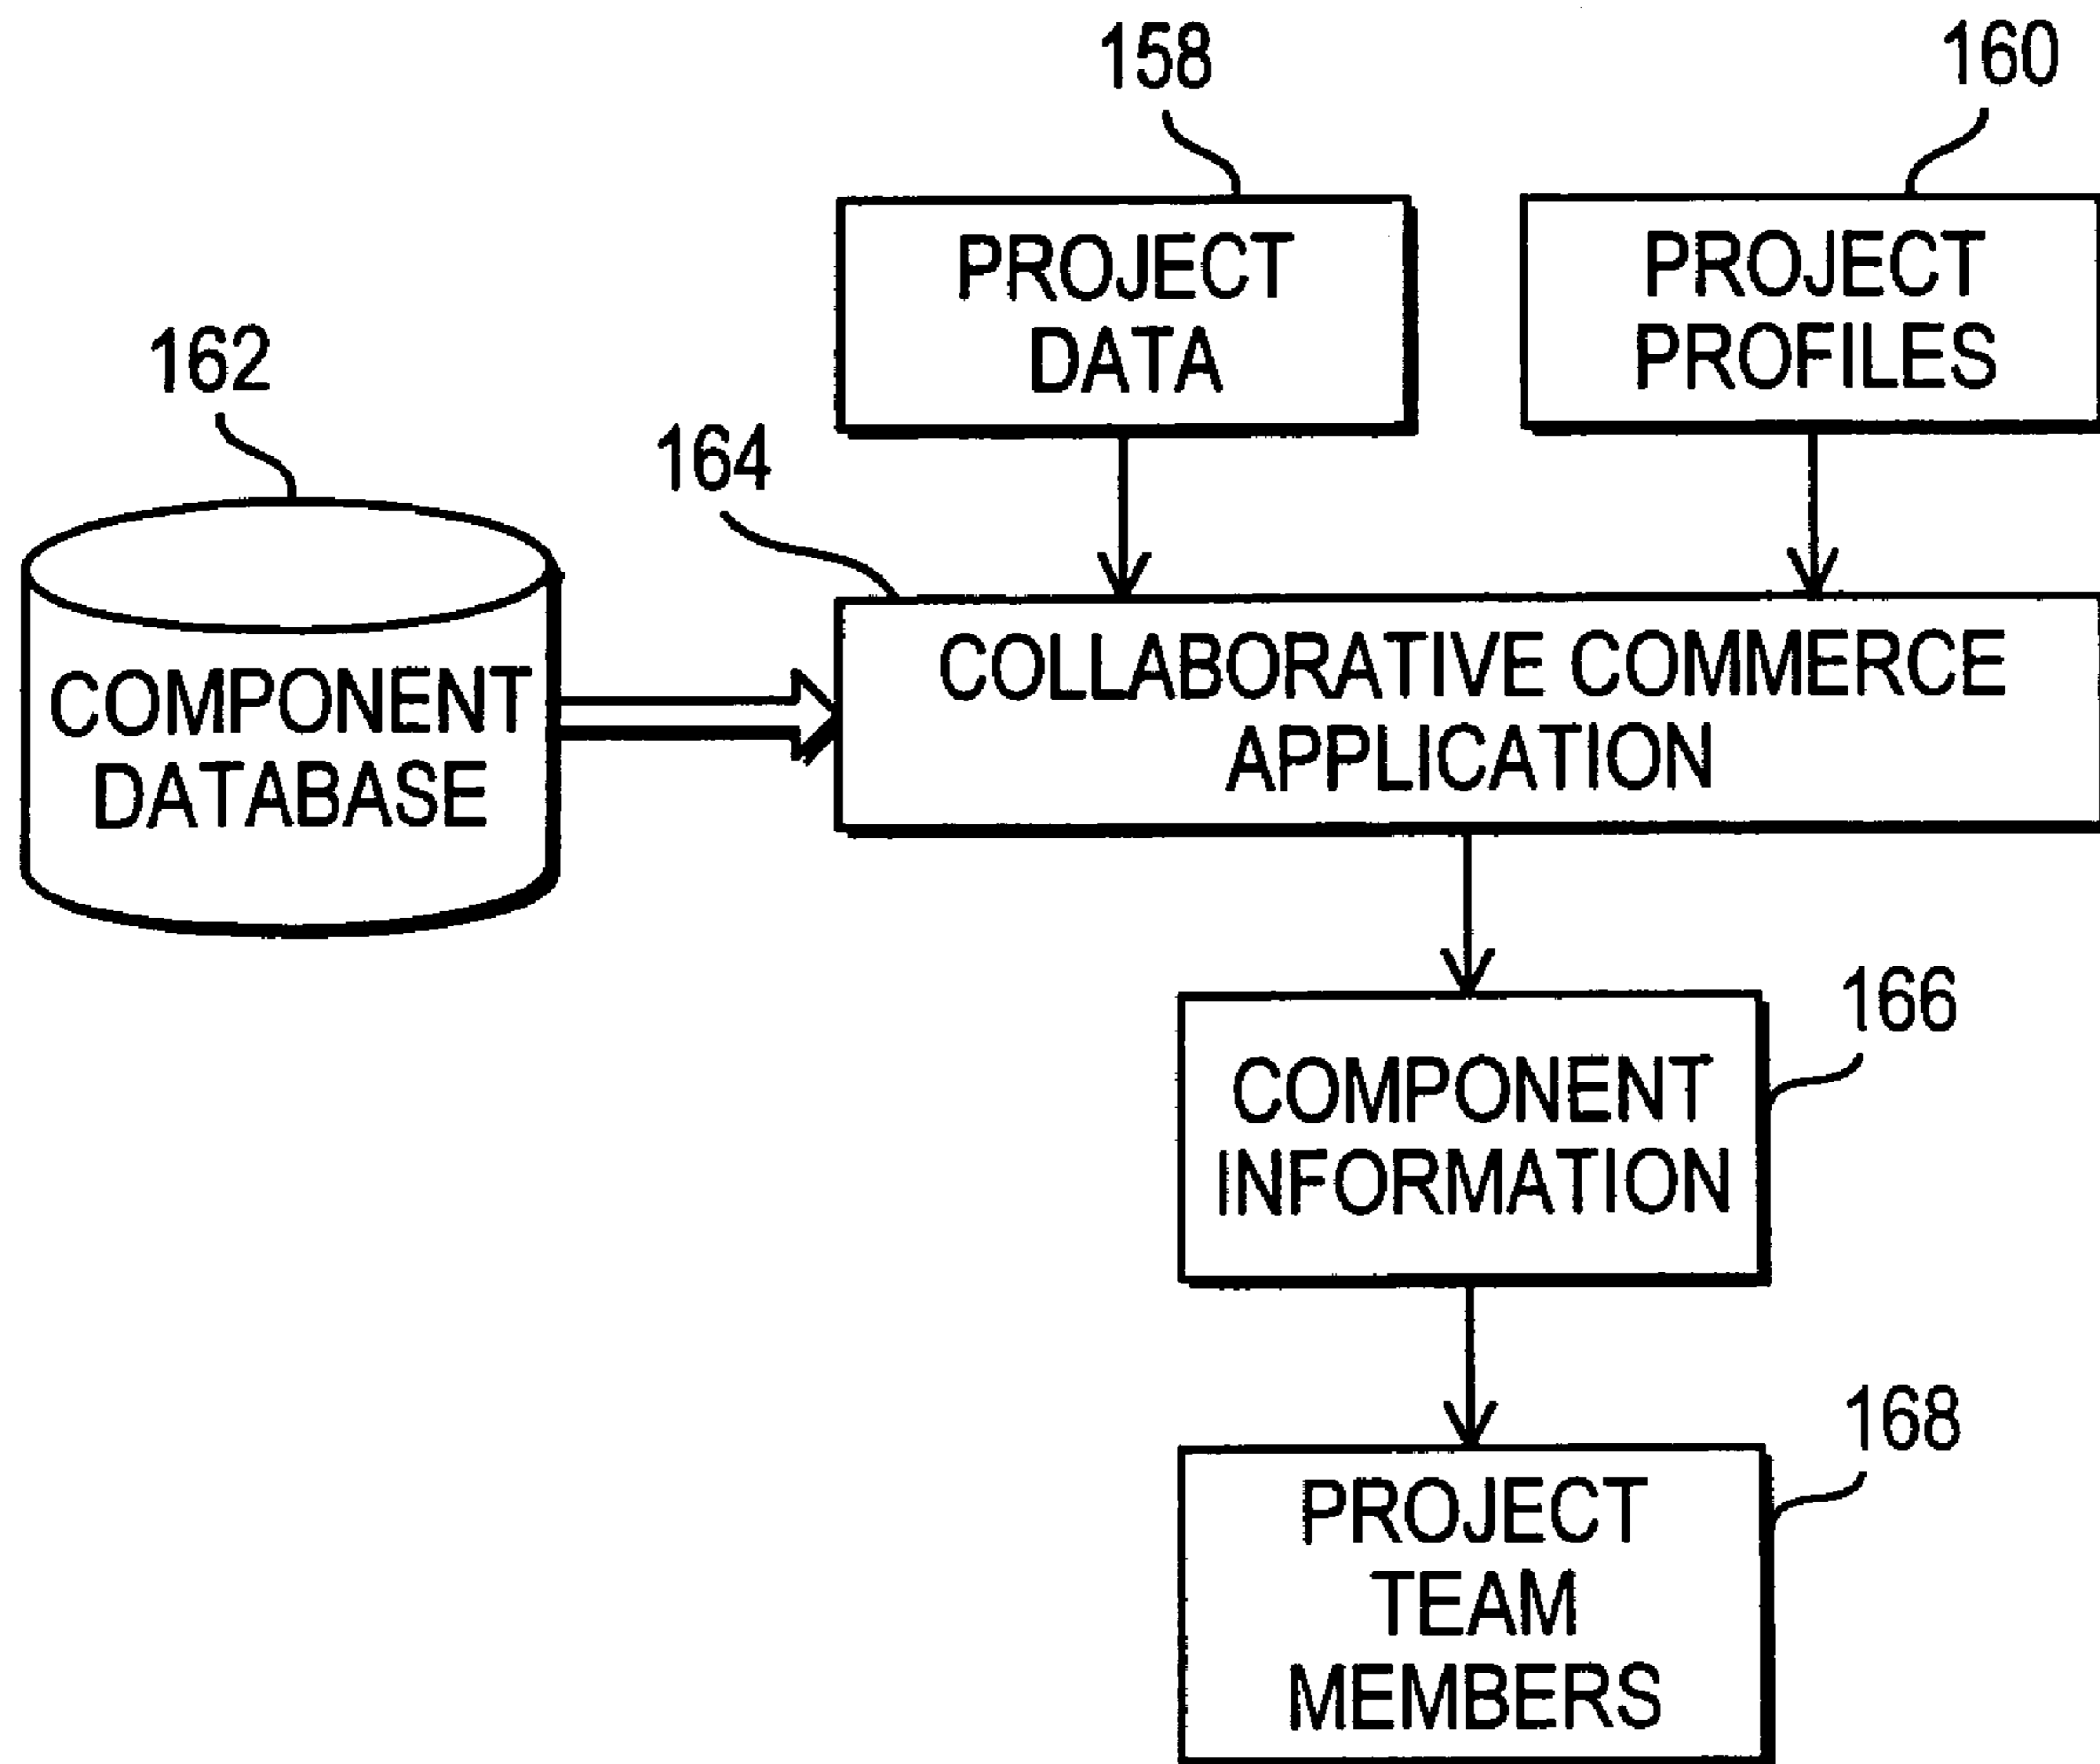 158
160
PROJECT
DATA
PROJECT
PROFILES
162
164
COMPONENT
DATABASE
COLLABORATIVE COMMERCE
APPLICATION
166
COMPONENT
INFORMATION
168
PROJECT
TEAM
MEMBERS